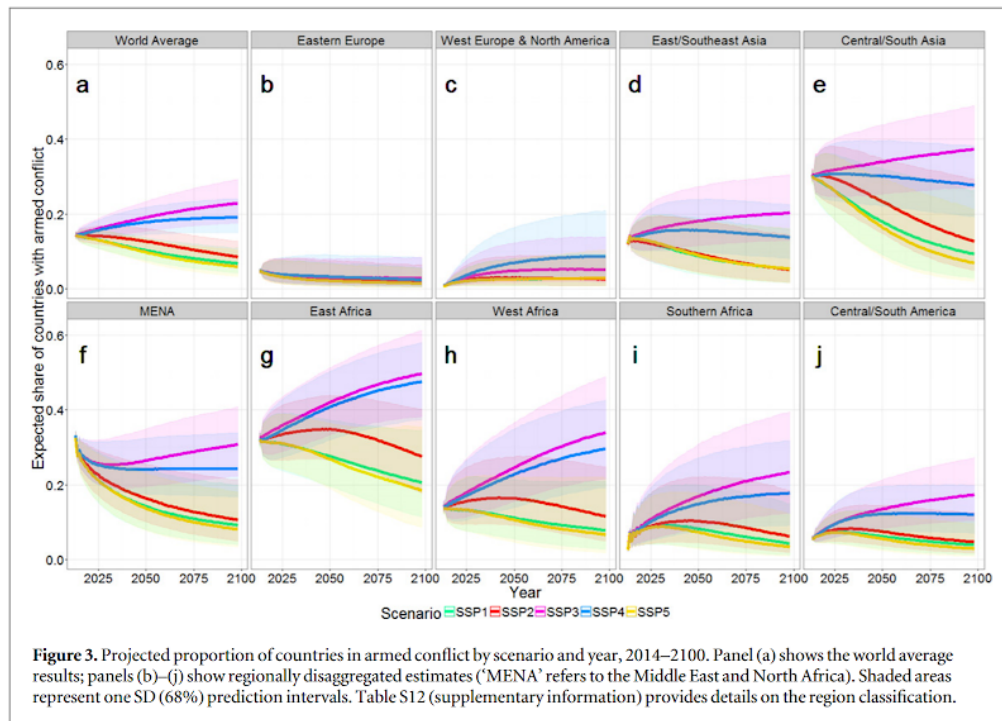 World Average
Eastern Europe
West Europe & North America
East/Southeast Asia
Central/South Asia
0.6
0.4
0.2
0.0
a
b
c
d
e
MENA
East Africa
West Africa
Southern Africa
Central/South America
0.6
0.4
0.2
0.0
f
g
h
i
j
Expected share of countries with armed conflict
2025 2050 2075 2100
2025 2050 2075 2100
2025 2050 2075 2100
2025 2050 2075 2100
2025 2050 2075 2100
Year
Scenario SSP1 SSP2 SSP3 SSP4 SSP5
Figure 3. Projected proportion of countries in armed conflict by scenario and year, 2014–2100. Panel (a) shows the world average
results; panels (b)–(j) show regionally disaggregated estimates (‘MENA’ refers to the Middle East and North Africa). Shaded areas
represent one SD (68%) prediction intervals. Table S12 (supplementary information) provides details on the region classification.